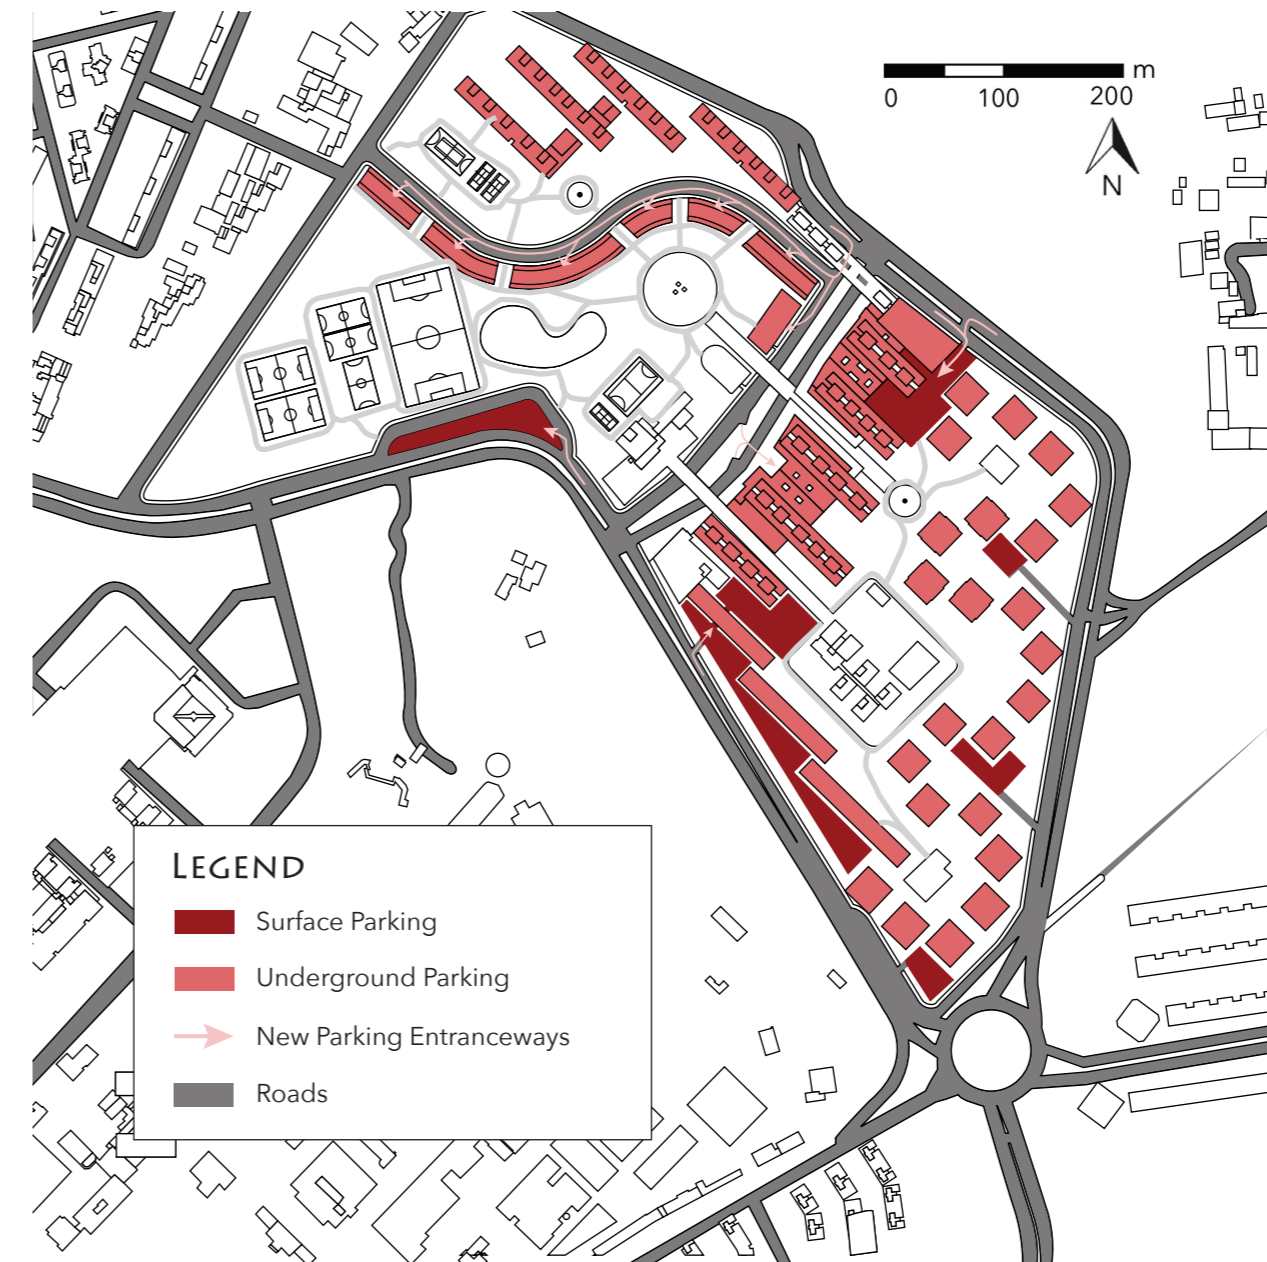 m
0 100 200
N
LEGEND
Surface Parking
Underground Parking
New Parking Entranceways
Roads